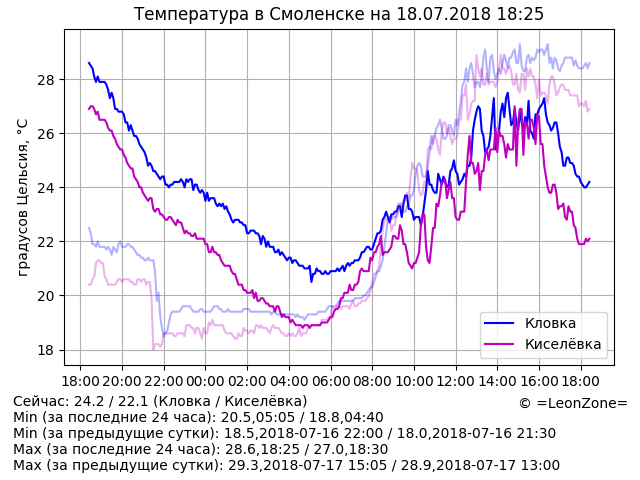 Температура в Смоленске на 18.07.2018 18:25
градусов Цельсия, °C
28
26
24
22
20
18
Кловка
Киселёвка
18:00 20:00 22:00 00:00 02:00 04:00 06:00 08:00 10:00 12:00 14:00 16:00 18:00
Сейчас: 24.2 / 22.1 (Кловка / Киселёвка)
© =LeonZone=
Min (за последние 24 часа): 20.5,05:05 / 18.8,04:40
Min (за предыдущие сутки): 18.5,2018-07-16 22:00 / 18.0,2018-07-16 21:30
Max (за последние 24 часа): 28.6,18:25 / 27.0,18:30
Max (за предыдущие сутки): 29.3,2018-07-17 15:05 / 28.9,2018-07-17 13:00